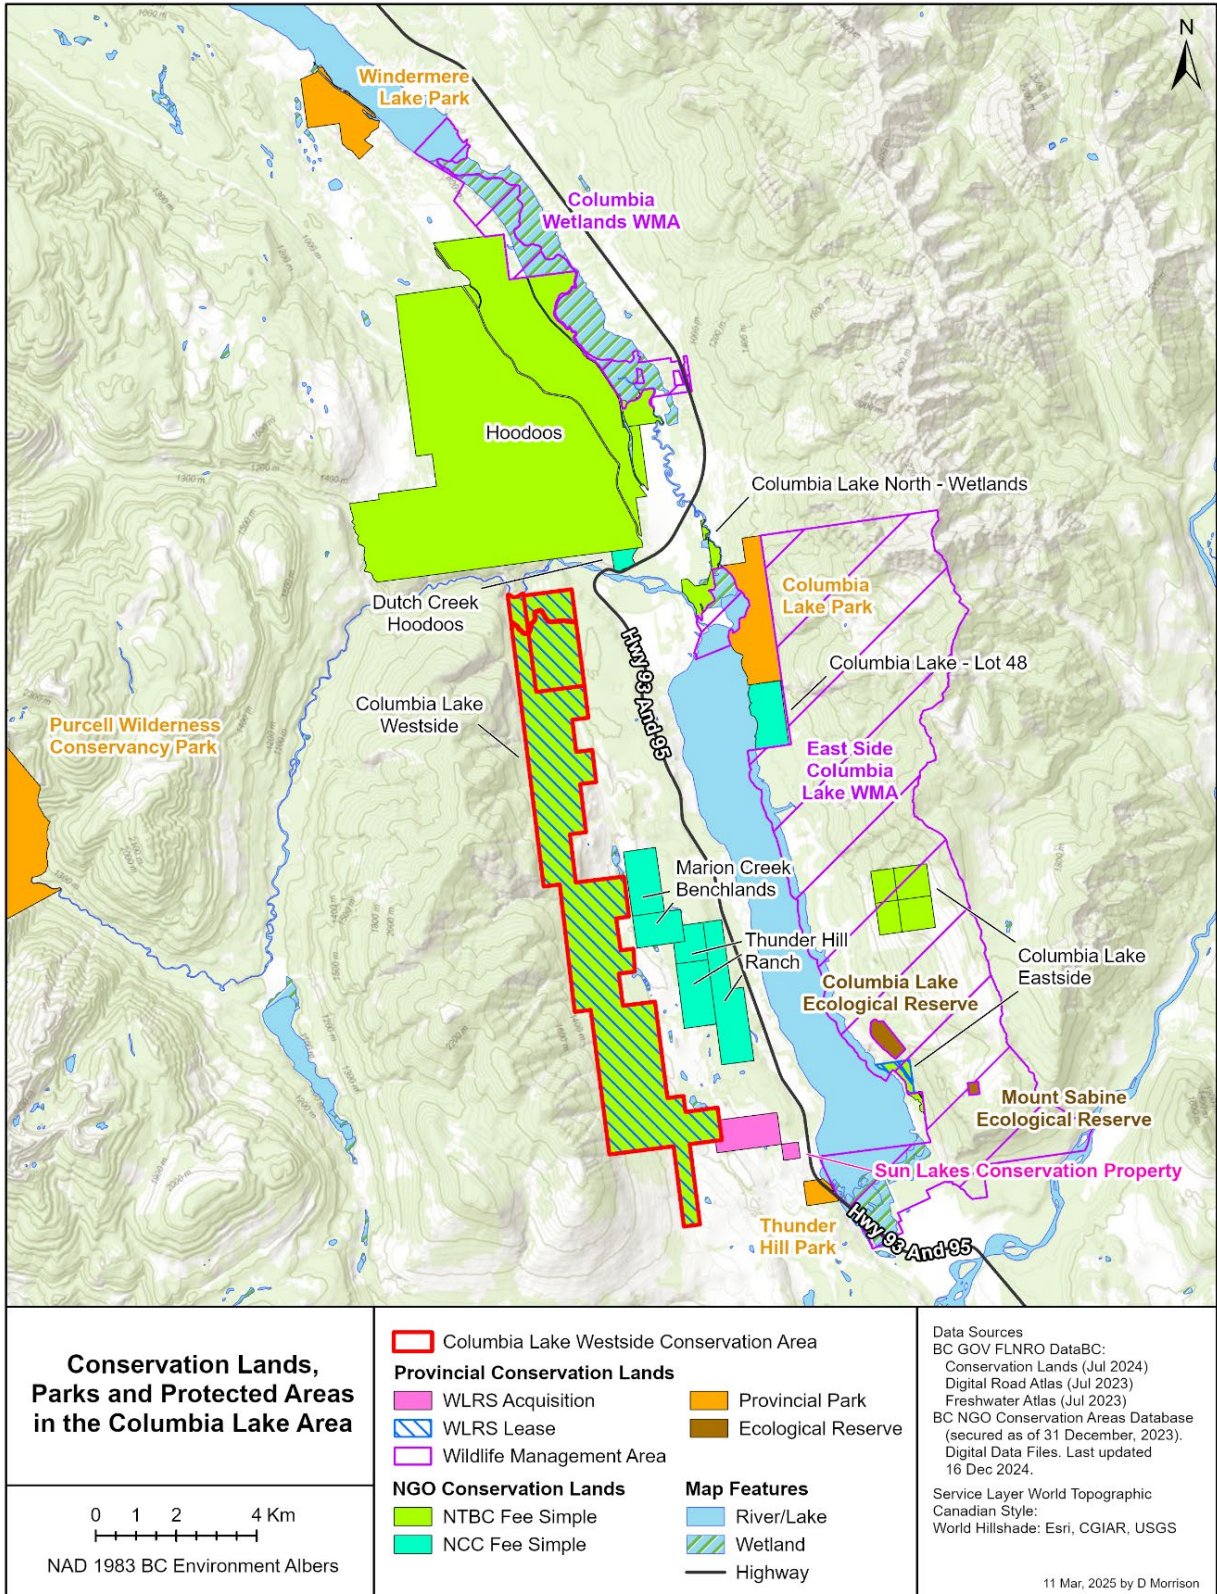 N
Windermere
Lake Park
Columbia
Wetlands WMA
Hoodoos
Columbia Lake North - Wetlands
Dutch Creek
Hoodoos
Columbia
Lake Park
Hwy 93 And 95
Columbia Lake - Lot 48
Columbia Lake
Westside
Purcell Wilderness
Conservancy Park
East Side
Columbia
Lake WMA
Marion Creek
Benchlands
Thunder Hill
Ranch
Columbia Lake
Eastside
Columbia Lake
Ecological Reserve
Mount Sabine
Ecological Reserve
Sun Lakes Conservation Property
Thunder
Hill Park
Hwy 93 And 95
Conservation Lands,
Parks and Protected Areas
in the Columbia Lake Area
0 1 2 4 Km
NAD 1983 BC Environment Albers
Columbia Lake Westside Conservation Area
Provincial Conservation Lands
WLRS Acquisition
WLRS Lease
Wildlife Management Area
Provincial Park
Ecological Reserve
NGO Conservation Lands
NTBC Fee Simple
NCC Fee Simple
Map Features
River/Lake
Wetland
Highway
Data Sources
BC GOV FLNRO DataBC:
Conservation Lands (Jul 2024)
Digital Road Atlas (Jul 2023)
Freshwater Atlas (Jul 2023)
BC NGO Conservation Areas Database
(secured as of 31 December, 2023).
Digital Data Files. Last updated
16 Dec 2024.
Service Layer World Topographic
Canadian Style:
World Hillshade: Esri, CGIAR, USGS
11 Mar, 2025 by D Morrison